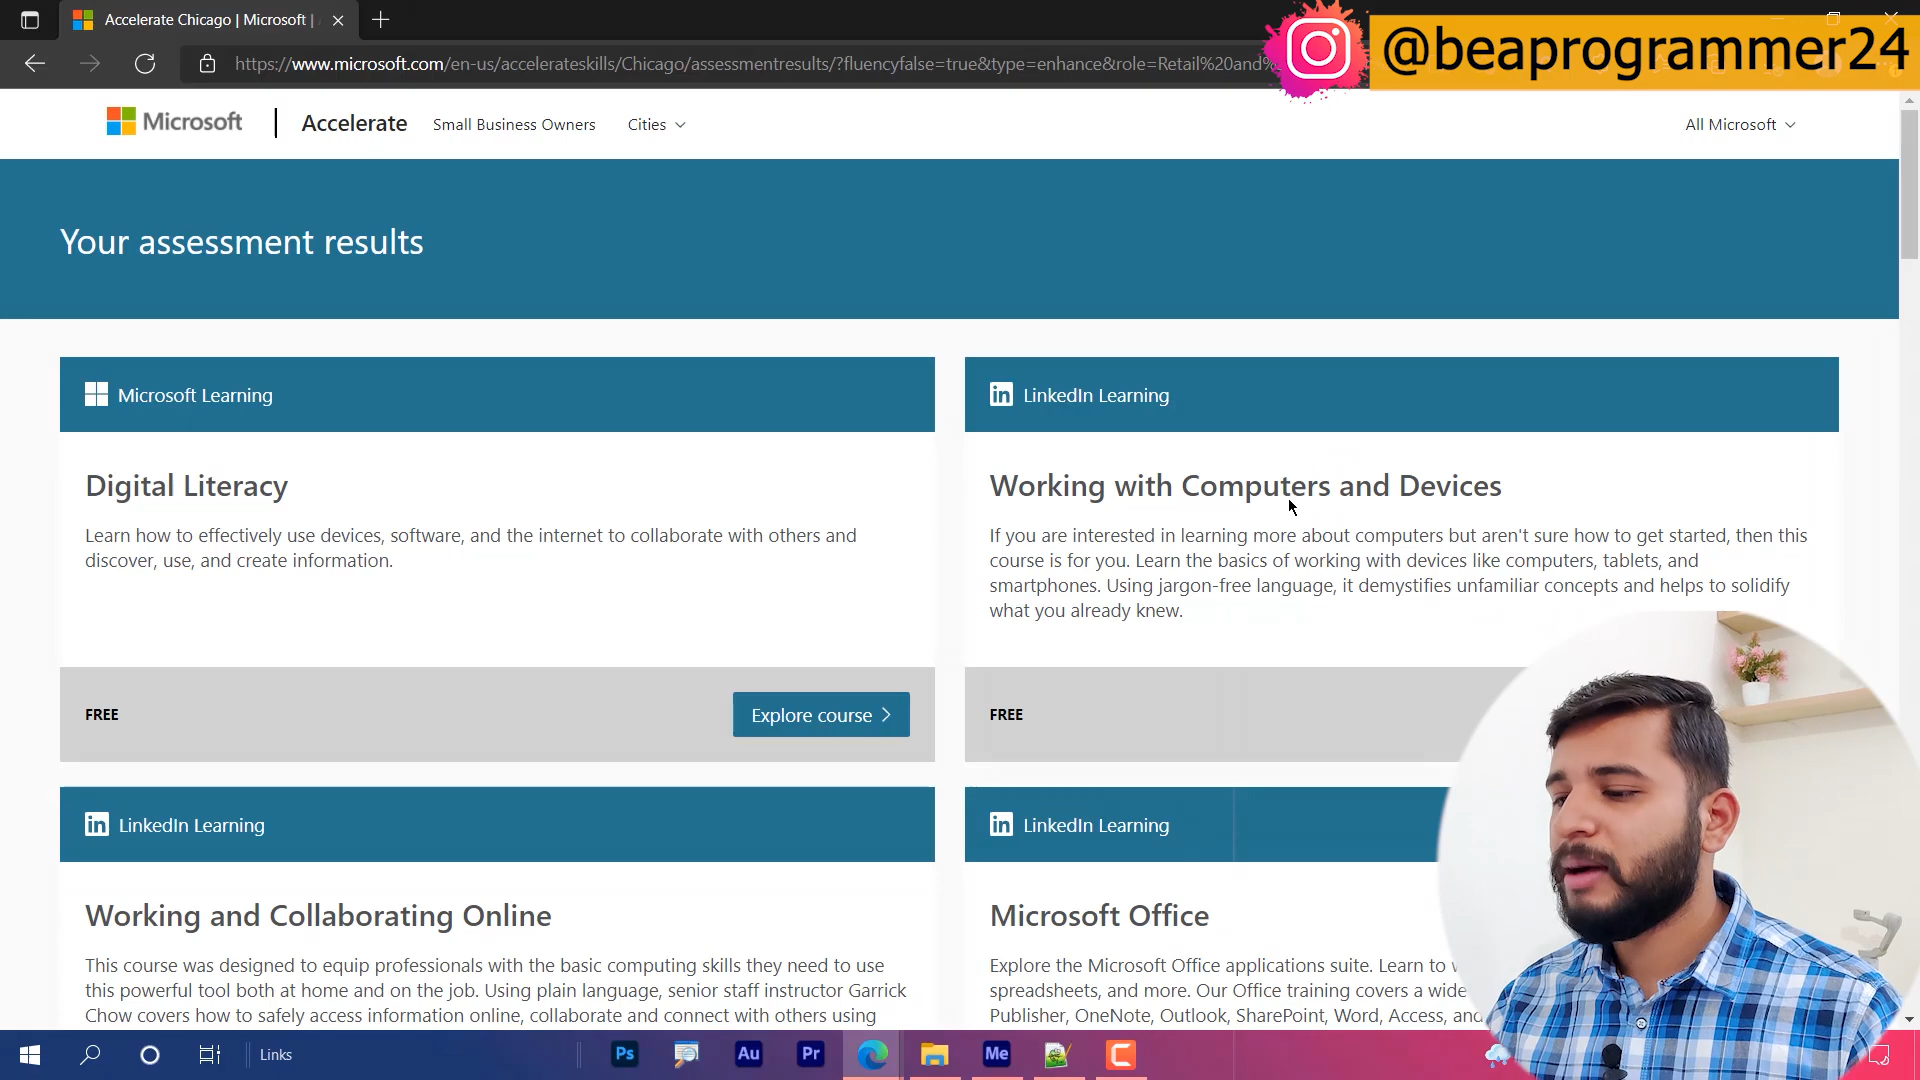 Accelerate Chicago | Microsoft |
@beaprogrammer24
https://www.microsoft.com/en-us/accelerateskills/Chicago/assessmentresults/?fluencyfalse=true&type=enhance&role=Retail%20and%
Microsoft
Accelerate
Small Business Owners
Cities
All Microsoft
Your assessment results
Microsoft Learning
Digital Literacy
Learn how to effectively use devices, software, and the internet to collaborate with others and
discover, use, and create information.
FREE
Explore course
in LinkedIn Learning
Working with Computers and Devices
If you are interested in learning more about computers but aren't sure how to get started, then this
course is for you. Learn the basics of working with devices like computers, tablets, and
smartphones. Using jargon-free language, it demystifies unfamiliar concepts and helps to solidify
what you already knew.
FREE
in LinkedIn Learning
Working and Collaborating Online
This course was designed to equip professionals with the basic computing skills they need to use
this powerful tool both at home and on the job. Using plain language, senior staff instructor Garrick
Chow covers how to safely access information online, collaborate and connect with others using
in LinkedIn Learning
Microsoft Office
Explore the Microsoft Office applications suite. Learn to
spreadsheets, and more. Our Office training covers a wide
Publisher, OneNote, Outlook, SharePoint, Word, Access, and
Links
Ps
Au
Pr
Me
C